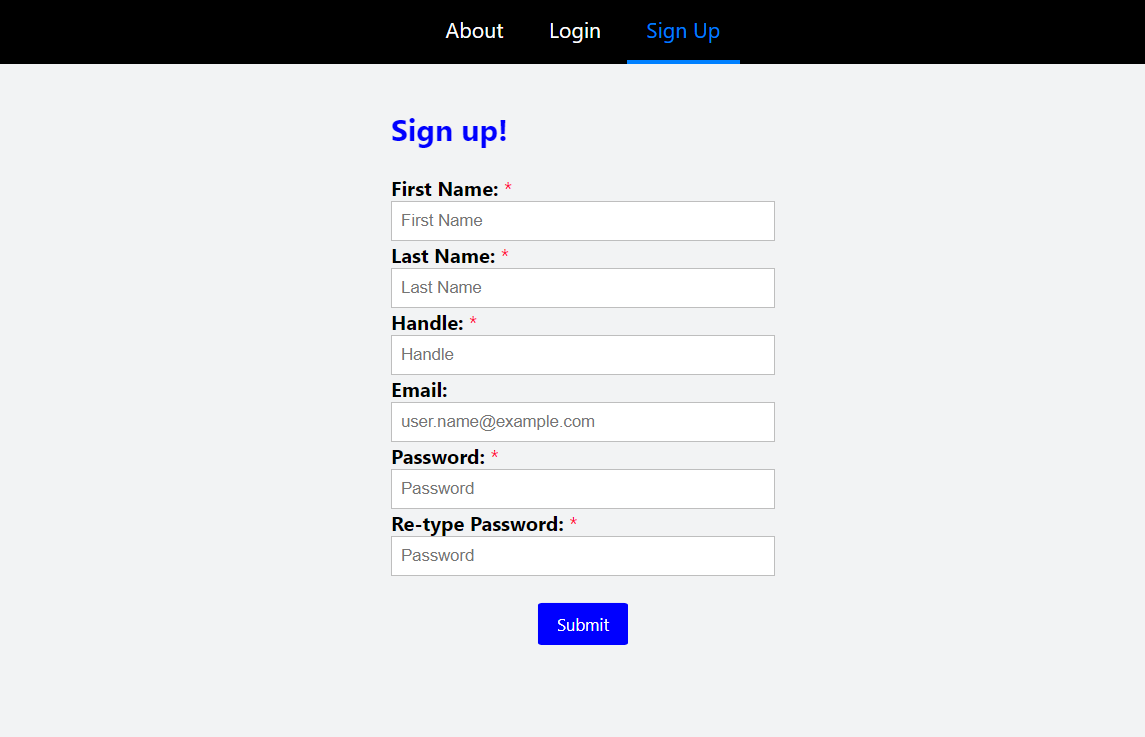 About Login Sign Up
Sign up!
First Name: *
First Name
Last Name: *
Last Name
Handle: *
Handle
Email:
user.name@example.com
Password: *
Password
Re-type Password: *
Password
Submit